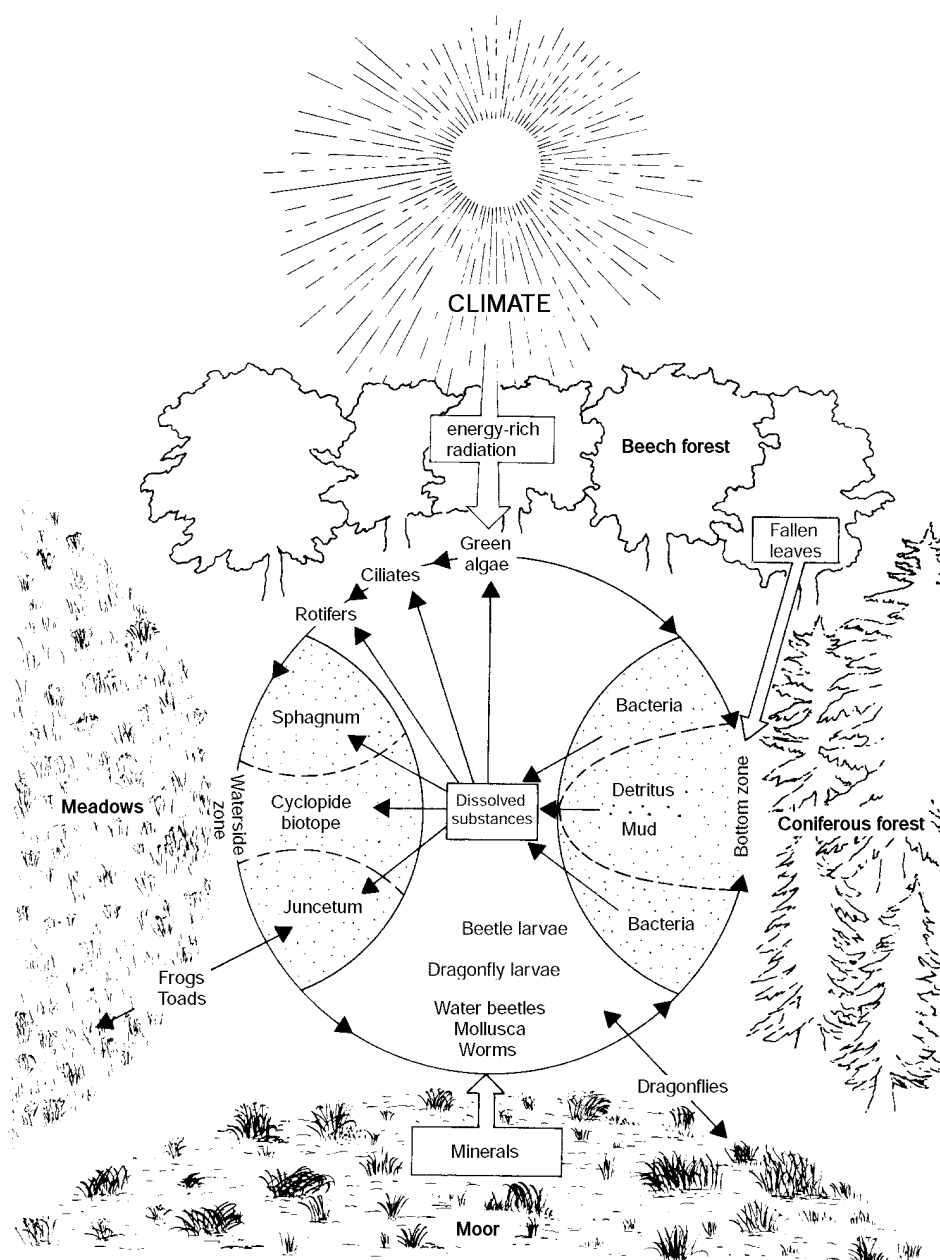 CLIMATE
energy-rich
radiation
Beech forest
Fallen
leaves
Green
algae
Ciliates
Rotifers
Sphagnum
Bacteria
Meadows
Waterside
zone
Cyclopide
biotope
Dissolved
substances
Detritus
Mud
Bottom zone
Coniferous forest
Juncetum
Bacteria
Beetle larvae
Frogs
Toads
Dragonfly larvae
Water beetles
Mollusca
Worms
Dragonflies
Minerals
Moor